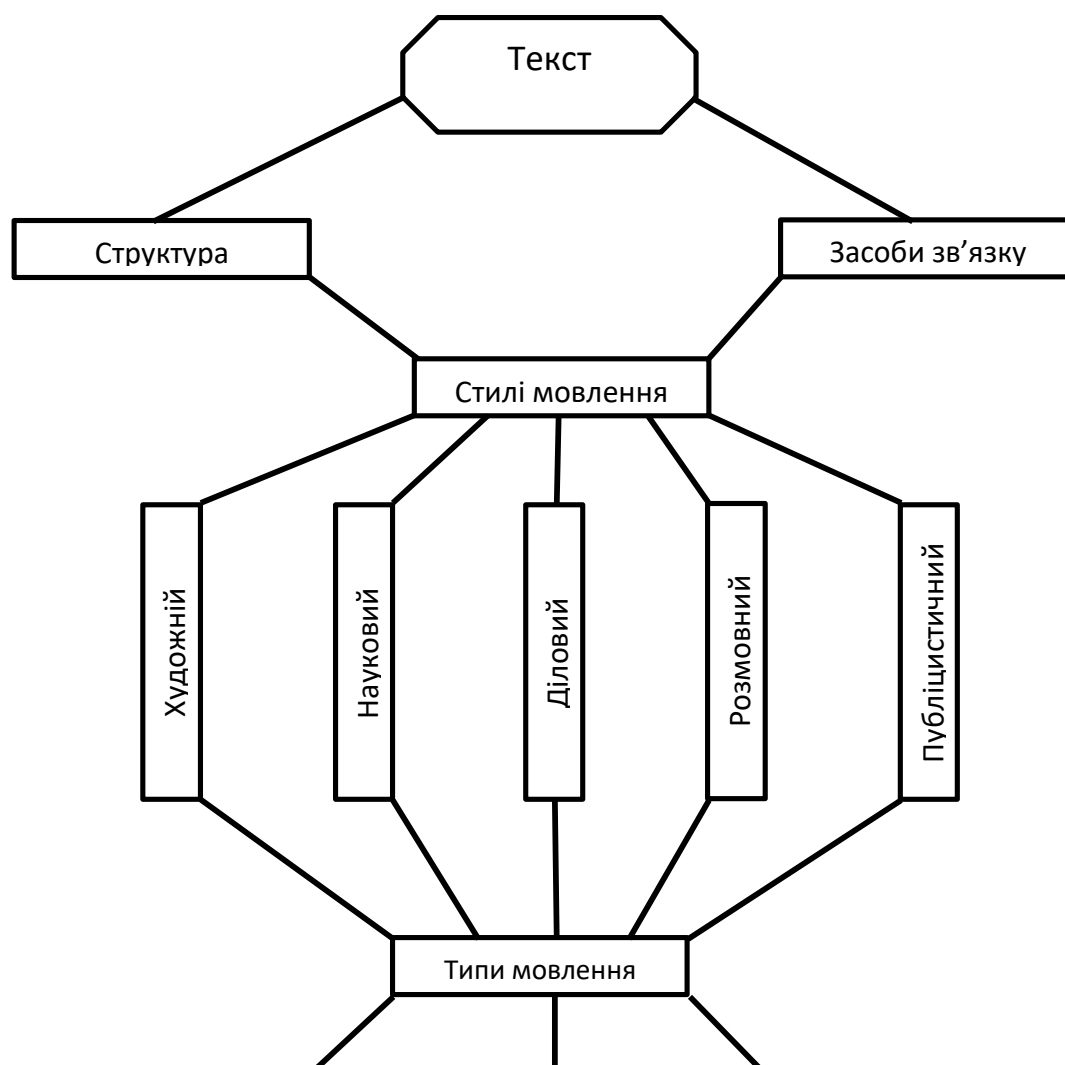 Текст
Структура
Засоби зв’язку
Стилі мовлення
Художній
Науковий
Діловий
Розмовний
Публіцистичний
Типи мовлення